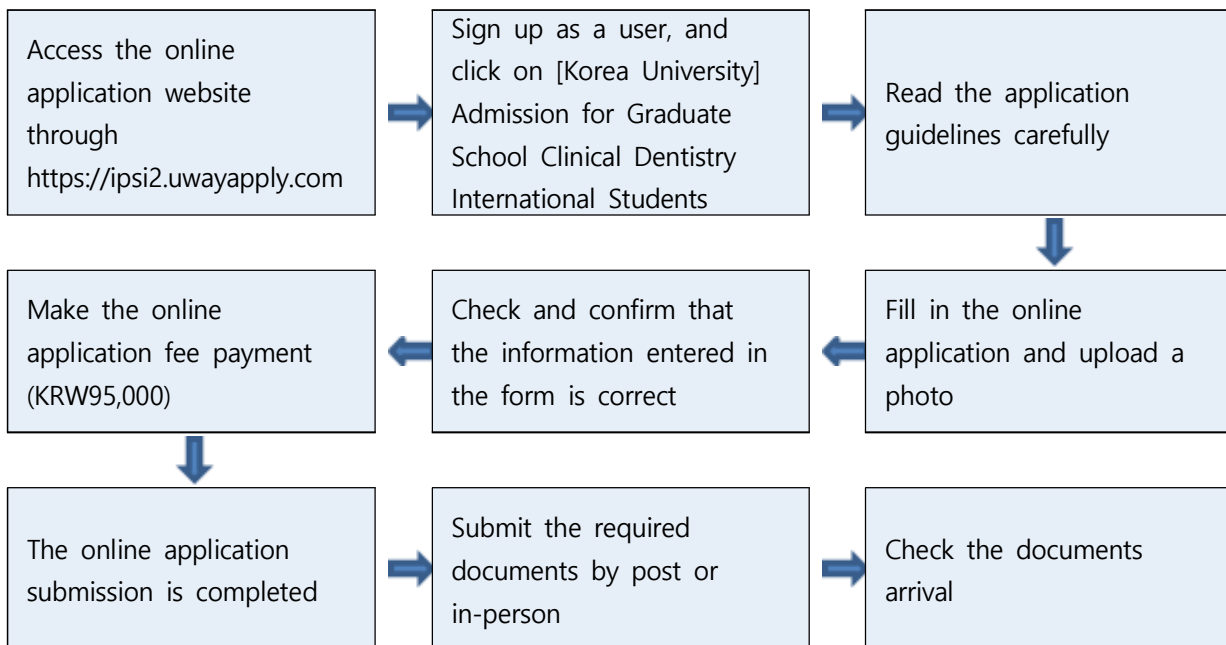 Access the online
application website
through
https://ipsi2.uwayapply.com
Sign up as a user, and
click on [Korea University]
Admission for Graduate
School Clinical Dentistry
International Students
Read the application
guidelines carefully
Fill in the online
application and upload a
photo
Check and confirm that
the information entered in
the form is correct
Make the online
application fee payment
(KRW95,000)
The online application
submission is completed
Submit the required
documents by post or
in-person
Check the documents
arrival